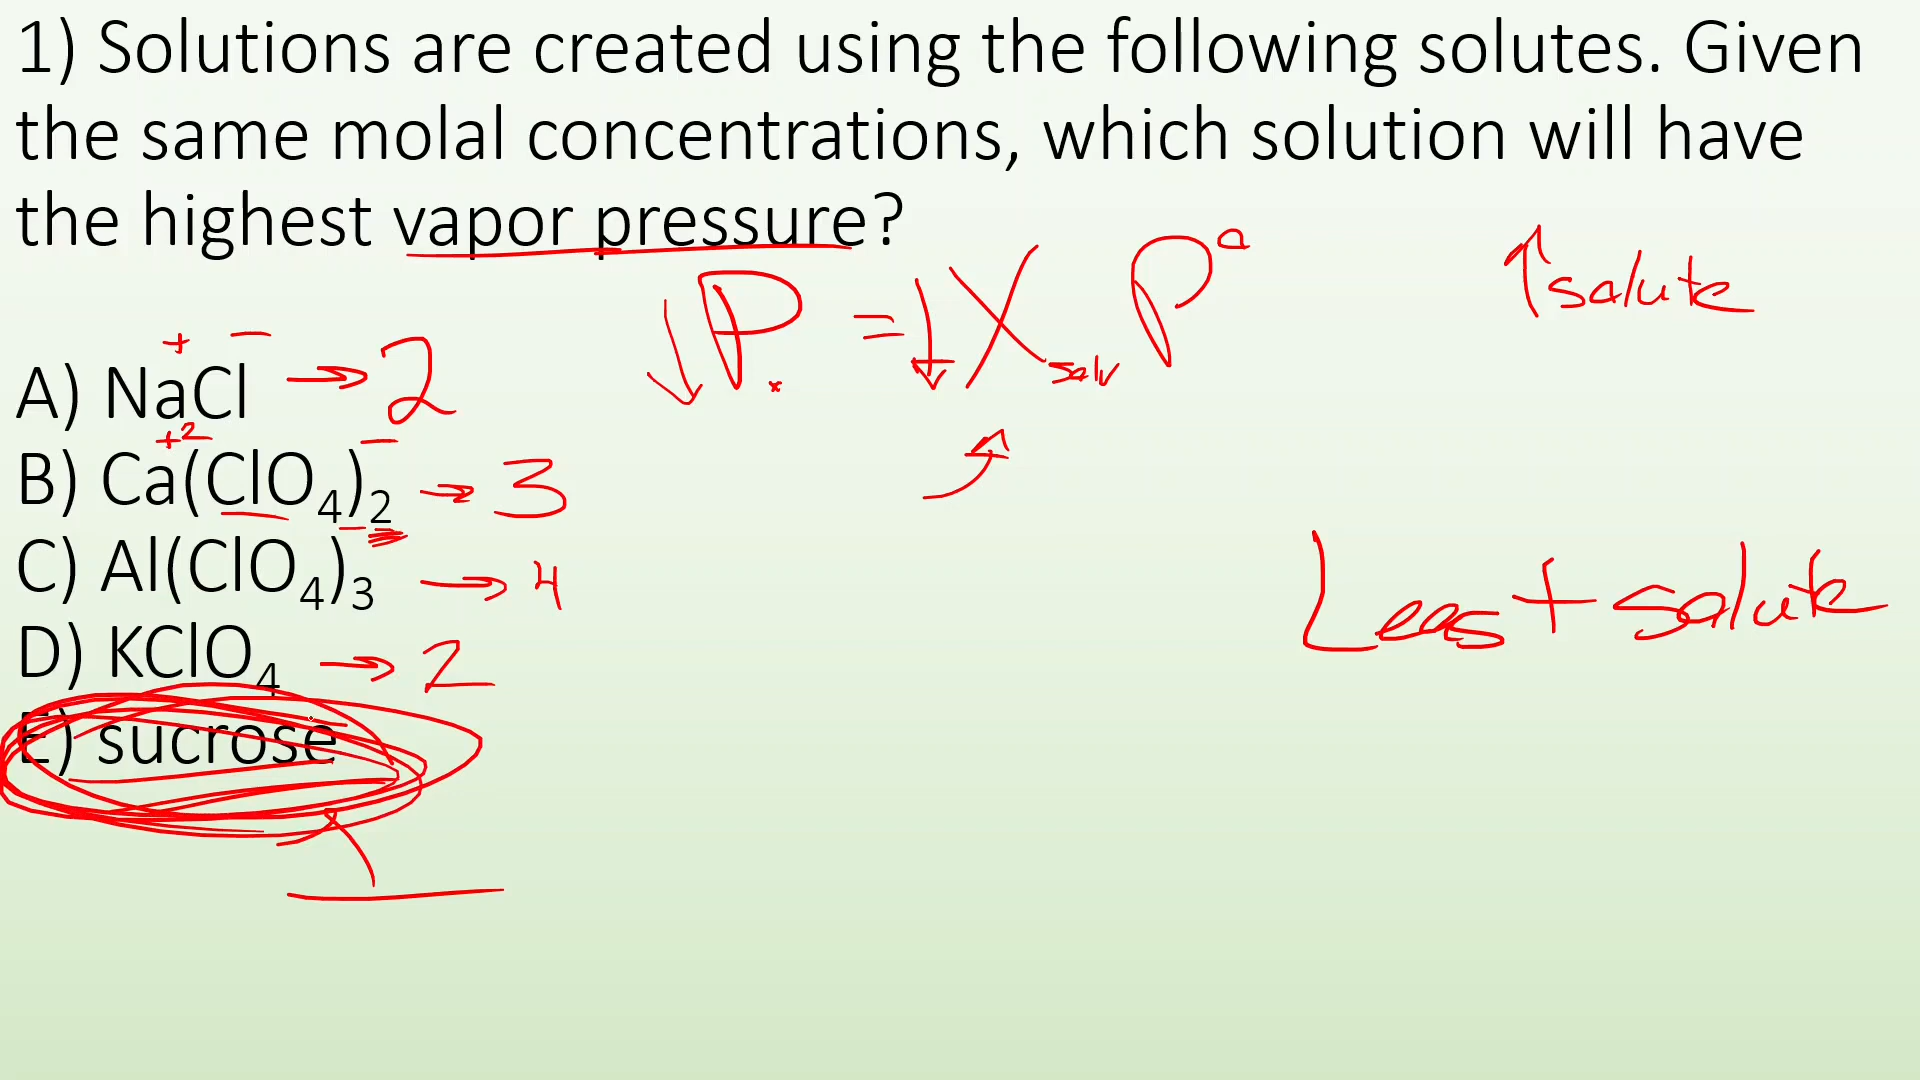 1) Solutions are created using the following solutes. Given
the same molal concentrations, which solution will have
the highest vapor pressure?
↓P = ↓X solv P°
↑solute
A) NaCl → 2
+ −
B) Ca(ClO4)2 → 3
+2 −
C) Al(ClO4)3 → 4
Least solute
D) KClO4 → 2
E) sucrose
1